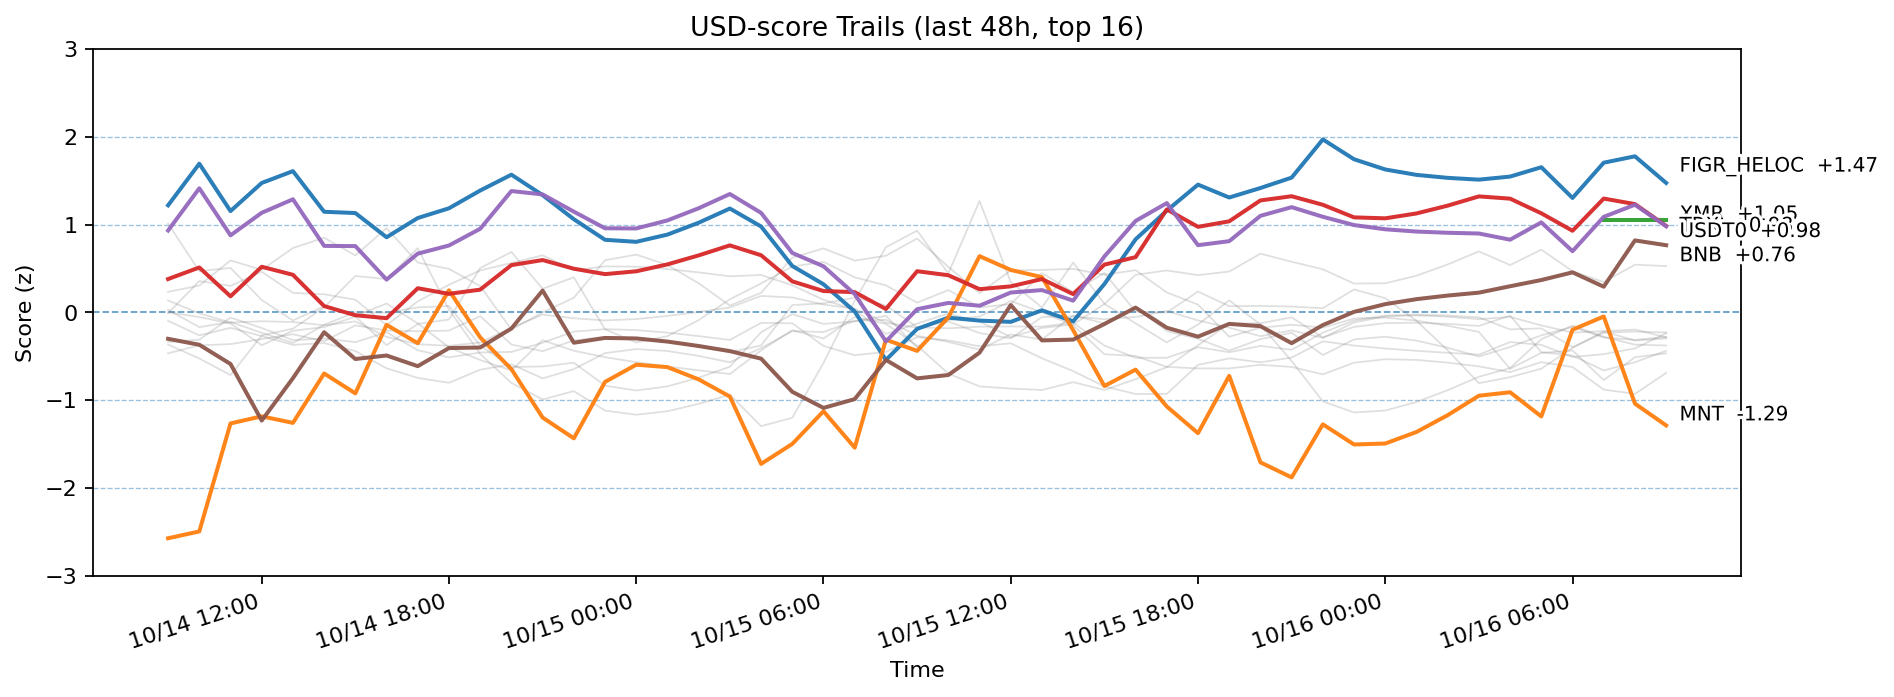 USD-score Trails (last 48h, top 16)
Score (z)
3
2
1
0
−1
−2
−3
FIGR_HELOC +1.47
XMR +1.05
USDT0 +0.98
BNB +0.76
MNT -1.29
10/14 12:00
10/14 18:00
10/15 00:00
10/15 06:00
10/15 12:00
10/15 18:00
10/16 00:00
10/16 06:00
Time